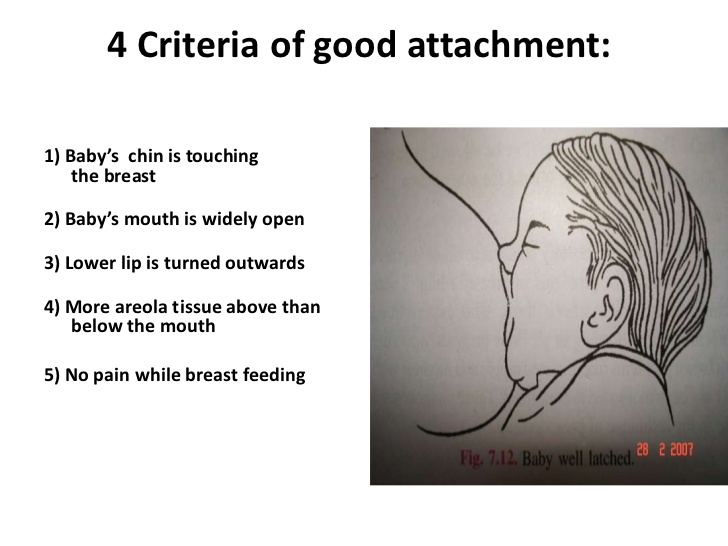 4 Criteria of good attachment:
1) Baby’s chin is touching
the breast
2) Baby’s mouth is widely open
3) Lower lip is turned outwards
4) More areola tissue above than
below the mouth
5) No pain while breast feeding
Fig. 7.12. Baby well latched.
28 2 2007